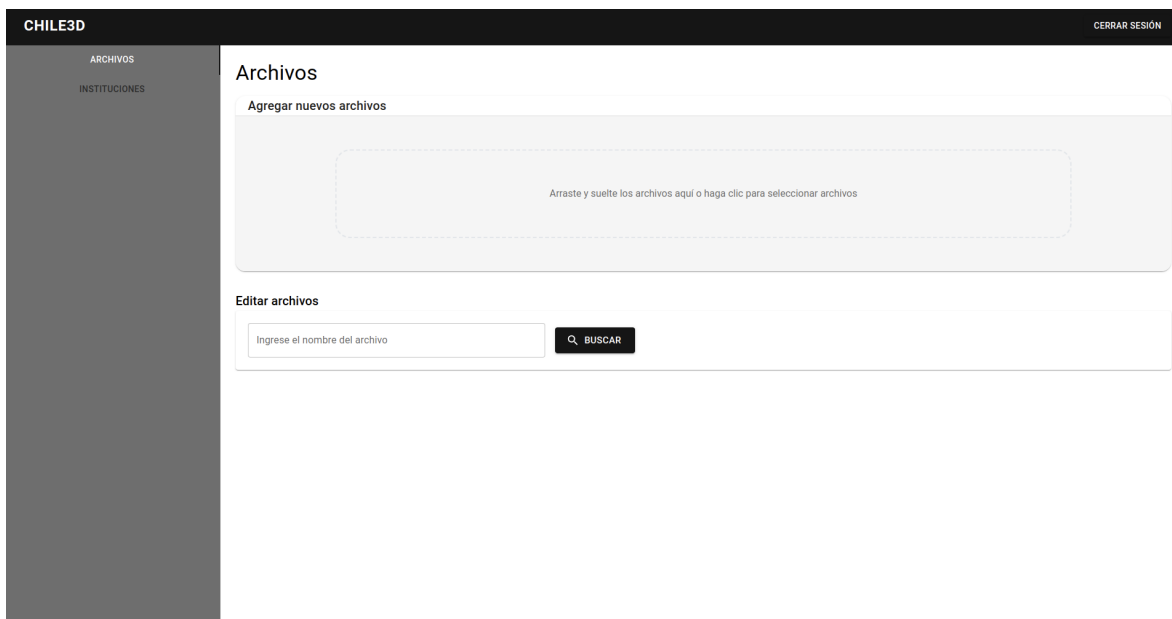 CHILE3D
CERRAR SESIÓN
ARCHIVOS
INSTITUCIONES
Archivos
Agregar nuevos archivos
Arraste y suelte los archivos aquí o haga clic para seleccionar archivos
Editar archivos
Ingrese el nombre del archivo
BUSCAR